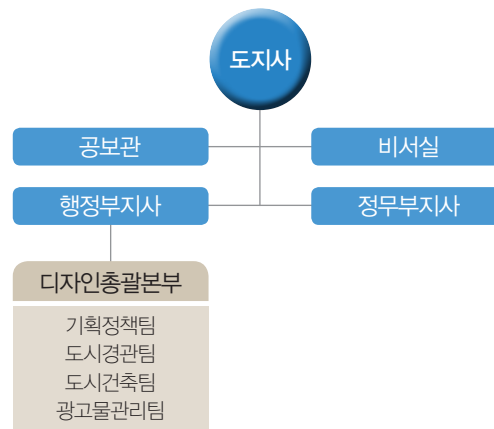 도지사
공보관
비서실
행정부지사
정무부지사
디자인총괄본부
기획정책팀
도시경관팀
도시건축팀
광고물관리팀